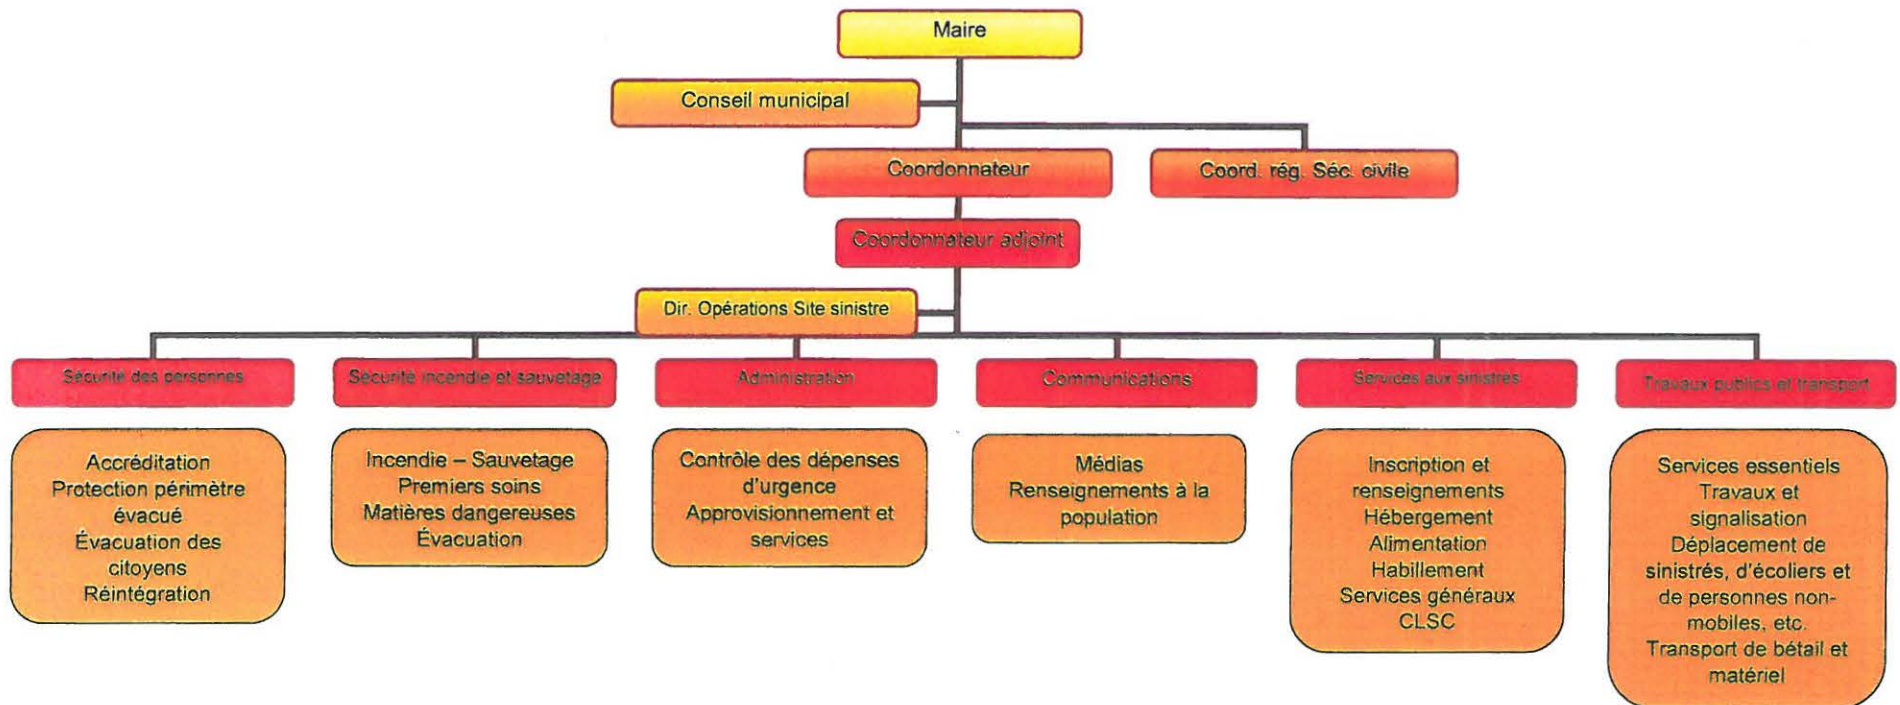 Maire
Conseil municipal
Coordonnateur
Coord. rég. Séc. civile
Coordonnateur adjoint
Dir. Opérations Site sinistre
Sécurité des personnes
Sécurité incendie et sauvetage
Administration
Communications
Services aux sinistrés
Travaux publics et transport
Accréditation
Protection périmètre
évacué
Évacuation des
citoyens
Réintégration
Incendie – Sauvetage
Premiers soins
Matières dangereuses
Évacuation
Contrôle des dépenses
d'urgence
Approvisionnement et
services
Médias
Renseignements à la
population
Inscription et
renseignements
Hébergement
Alimentation
Habillement
Services généraux
CLSC
Services essentiels
Travaux et
signalisation
Déplacement de
sinistrés, d'écoliers et
de personnes non-
mobiles, etc.
Transport de bétail et
matériel